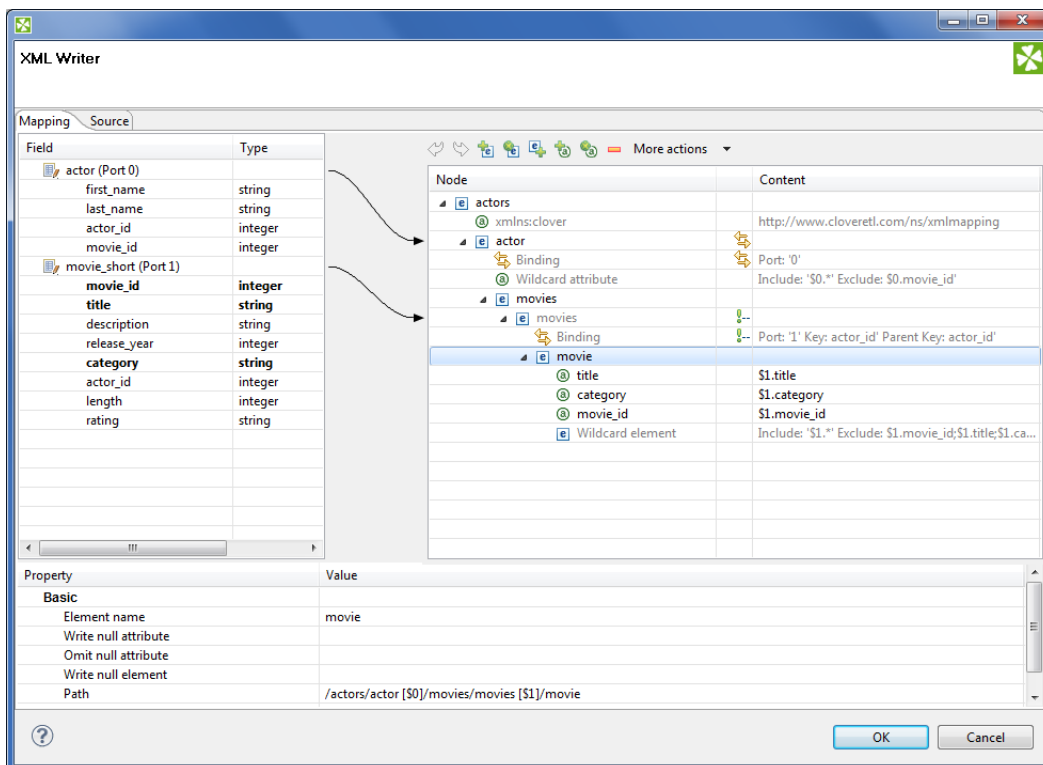 XML Writer
Mapping Source
Field Type
actor (Port 0)
first_name string
last_name string
actor_id integer
movie_id integer
movie_short (Port 1)
movie_id integer
title string
description string
release_year integer
category string
actor_id integer
length integer
rating string
More actions
Node Content
actors
xmlns:clover http://www.cloveretl.com/ns/xmlmapping
actor
Binding Port: '0'
Wildcard attribute Include: '$0.*' Exclude: $0.movie_id'
movies
movies
Binding Port: '1' Key: actor_id' Parent Key: actor_id'
movie
title $1.title
category $1.category
movie_id $1.movie_id
Wildcard element Include: '$1.*' Exclude: $1.movie_id;$1.title;$1.ca...
Property Value
Basic
Element name movie
Write null attribute
Omit null attribute
Write null element
Path /actors/actor [$0]/movies/movies [$1]/movie
OK Cancel